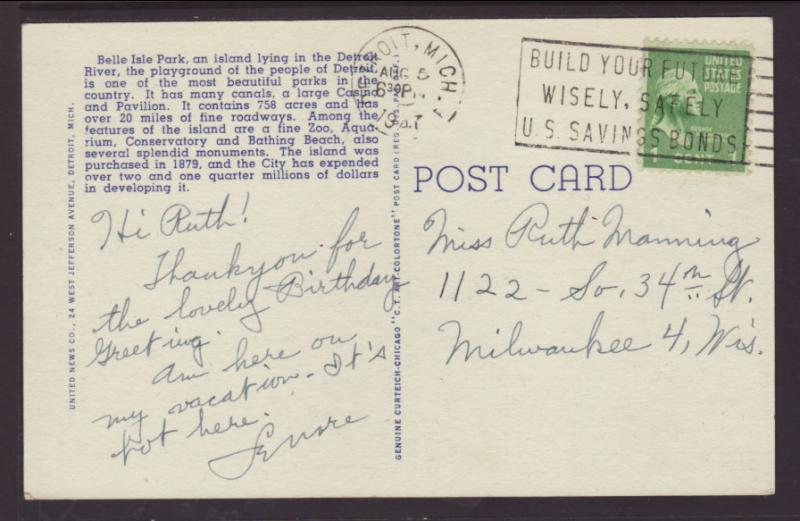 Belle Isle Park, an island lying in the Detroit
River, the playground of the people of Detroit,
is one of the most beautiful parks in the
country. It has many canals, a large Casino
and Pavilion. It contains 758 acres and has
over 20 miles of fine roadways. Among the
features of the island are a fine Zoo, Aqua-
rium, Conservatory and Bathing Beach, also
several splendid monuments. The island was
purchased in 1879, and the City has expended
over two and one quarter millions of dollars
in developing it.
UNITED NEWS CO., 24 WEST JEFFERSON AVENUE, DETROIT, MICH.
Hi Ruth!
Thankyou for
the lovely Birthday
Greeting.
Am here on
my vacation. It's
hot here.
Lenore
GENUINE CURTEICH-CHICAGO "C.T. ART-COLORTONE" POST CARD (REG. U.S. PAT. OFF.)
DETROIT, MICH.
AUG 5
6 30 PM
BUILD YOUR FUTURE
WISELY, SAFELY
U.S. SAVINGS BONDS
UNITED
STATES
POSTAGE
1 CENT 1
POST CARD
Miss Ruth Manning
1122 - So. 34th St.
Milwaukee 4, Wis.